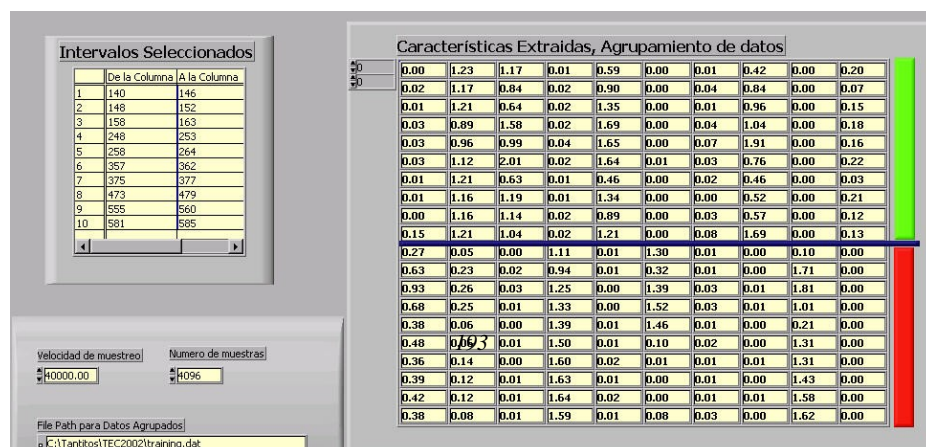 Intervalos Seleccionados
De la Columna A la Columna
1 140 146
2 148 152
3 158 163
4 248 253
5 258 264
6 357 362
7 375 377
8 473 479
9 555 560
10 581 585
Velocidad de muestreo Numero de muestras
40000.00 4096
File Path para Datos Agrupados
C:\Tantitos\TEC2002\training.dat
Características Extraidas, Agrupamiento de datos
0
0
0.00 1.23 1.17 0.01 0.59 0.00 0.01 0.42 0.00 0.20
0.02 1.17 0.84 0.02 0.90 0.00 0.04 0.84 0.00 0.07
0.01 1.21 0.64 0.02 1.35 0.00 0.01 0.96 0.00 0.15
0.03 0.89 1.58 0.02 1.69 0.00 0.04 1.04 0.00 0.18
0.03 0.96 0.99 0.04 1.65 0.00 0.07 1.91 0.00 0.16
0.03 1.12 2.01 0.02 1.64 0.01 0.03 0.76 0.00 0.22
0.01 1.21 0.63 0.01 0.46 0.00 0.02 0.46 0.00 0.03
0.01 1.16 1.19 0.01 1.34 0.00 0.00 0.52 0.00 0.21
0.00 1.16 1.14 0.02 0.89 0.00 0.03 0.57 0.00 0.12
0.15 1.21 1.04 0.02 1.21 0.00 0.08 1.69 0.00 0.13
0.27 0.05 0.00 1.11 0.01 1.30 0.01 0.00 0.10 0.00
0.63 0.23 0.02 0.94 0.01 0.32 0.01 0.00 1.71 0.00
0.93 0.26 0.03 1.25 0.00 1.39 0.03 0.01 1.81 0.00
0.68 0.25 0.01 1.33 0.00 1.52 0.03 0.01 1.01 0.00
0.38 0.06 0.00 1.39 0.01 1.46 0.01 0.00 0.21 0.00
0.48 193 0.01 1.50 0.01 0.10 0.02 0.00 1.31 0.00
0.36 0.14 0.00 1.60 0.02 0.01 0.01 0.01 1.31 0.00
0.39 0.12 0.01 1.63 0.01 0.00 0.01 0.00 1.43 0.00
0.42 0.12 0.01 1.64 0.02 0.00 0.01 0.01 1.58 0.00
0.38 0.08 0.01 1.59 0.01 0.08 0.03 0.00 1.62 0.00